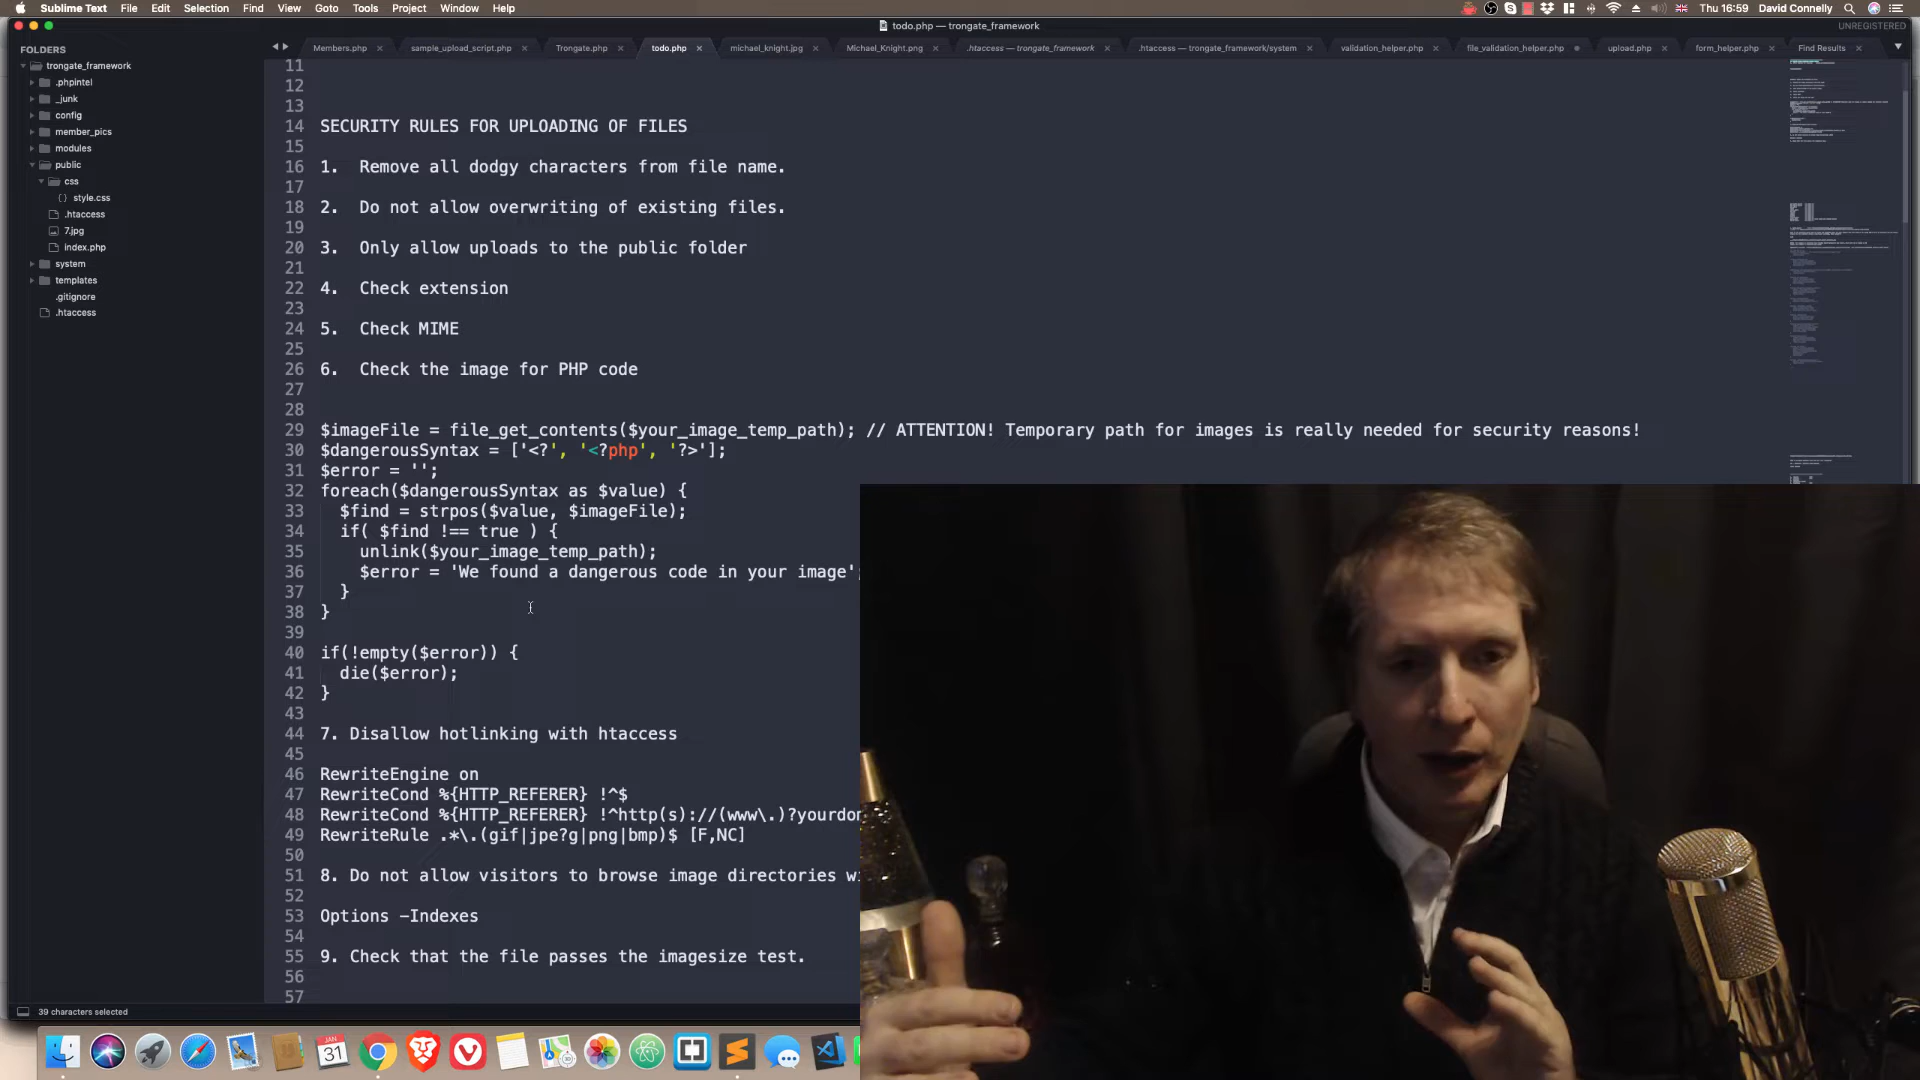 Sublime Text File Edit Selection Find View Goto Tools Project Window Help
Thu 16:59 David Connelly
todo.php — trongate_framework
UNREGISTERED
FOLDERS
trongate_framework
.phpintel
_junk
config
member_pics
modules
public
css
style.css
.htaccess
7.jpg
index.php
system
templates
.gitignore
.htaccess
Members.php
sample_upload_script.php
Trongate.php
todo.php
michael_knight.jpg
Michael_Knight.png
.htaccess — trongate_framework
.htaccess — trongate_framework/system
validation_helper.php
file_validation_helper.php
upload.php
form_helper.php
Find Results
11
12
13
14 SECURITY RULES FOR UPLOADING OF FILES
15
16 1. Remove all dodgy characters from file name.
17
18 2. Do not allow overwriting of existing files.
19
20 3. Only allow uploads to the public folder
21
22 4. Check extension
23
24 5. Check MIME
25
26 6. Check the image for PHP code
27
28
29 $imageFile = file_get_contents($your_image_temp_path); // ATTENTION! Temporary path for images is really needed for security reasons!
30 $dangerousSyntax = ['<?', '<?php', '?>'];
31 $error = '';
32 foreach($dangerousSyntax as $value) {
33 $find = strpos($value, $imageFile);
34 if( $find !== true ) {
35 unlink($your_image_temp_path);
36 $error = 'We found a dangerous code in your image';
37 }
38 }
39
40 if(!empty($error)) {
41 die($error);
42 }
43
44 7. Disallow hotlinking with htaccess
45
46 RewriteEngine on
47 RewriteCond %{HTTP_REFERER} !^$
48 RewriteCond %{HTTP_REFERER} !^http(s)://(www\.)?yourdo
49 RewriteRule .*\.(gif|jpe?g|png|bmp)$ [F,NC]
50
51 8. Do not allow visitors to browse image directories wi
52
53 Options -Indexes
54
55 9. Check that the file passes the imagesize test.
56
57
39 characters selected
JAN
31